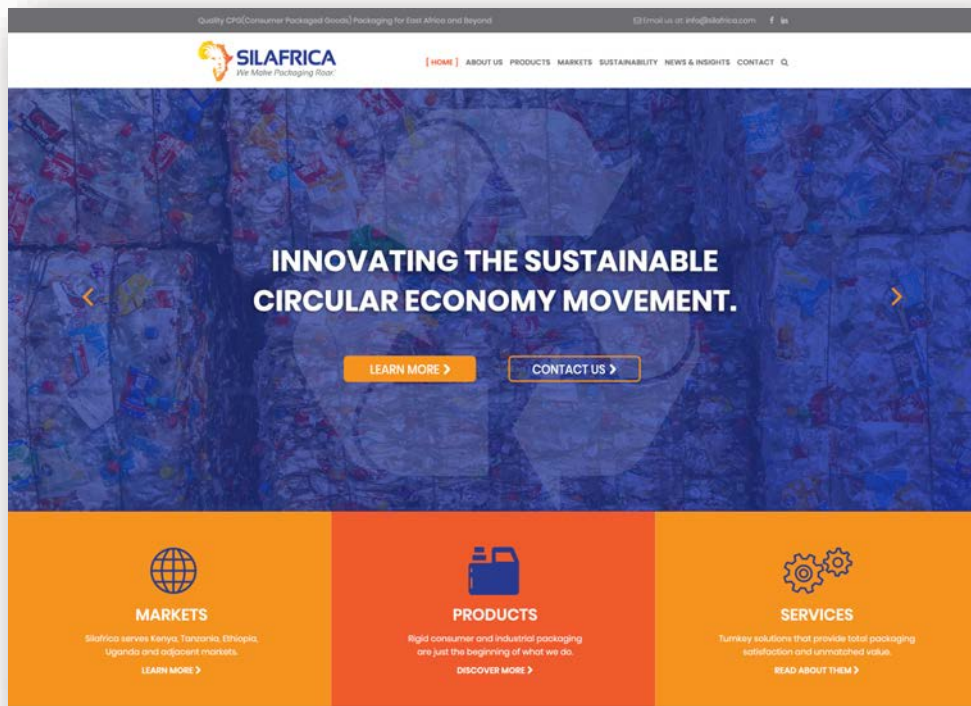 Quality CPG(Consumer Packaged Goods) Packaging for East Africa and Beyond
Email us at: info@silafrica.com
SILAFRICA
We Make Packaging Roar.
[ HOME ] ABOUT US PRODUCTS MARKETS SUSTAINABILITY NEWS & INSIGHTS CONTACT
INNOVATING THE SUSTAINABLE
CIRCULAR ECONOMY MOVEMENT.
LEARN MORE
CONTACT US
MARKETS
Silafrica serves Kenya, Tanzania, Ethiopia,
Uganda and adjacent markets.
LEARN MORE
PRODUCTS
Rigid consumer and industrial packaging
are just the beginning of what we do.
DISCOVER MORE
SERVICES
Turnkey solutions that provide total packaging
satisfaction and unmatched value.
READ ABOUT THEM